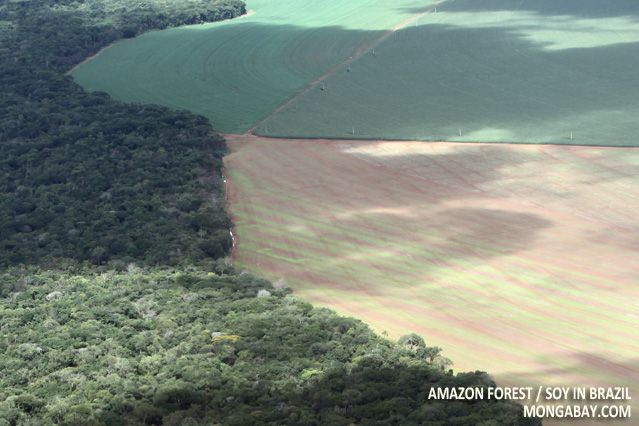 AMAZON FOREST / SOY IN BRAZIL
MONGABAY.COM